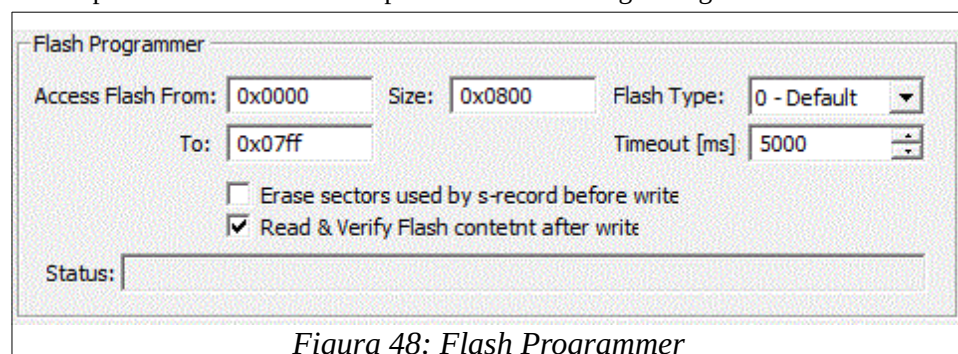 Flash Programmer
Access Flash From: 0x0000 Size: 0x0800 Flash Type: 0 - Default
To: 0x07ff Timeout [ms] 5000
Erase sectors used by s-record before write
Read & Verify Flash contetnt after write
Status:
Figura 48: Flash Programmer